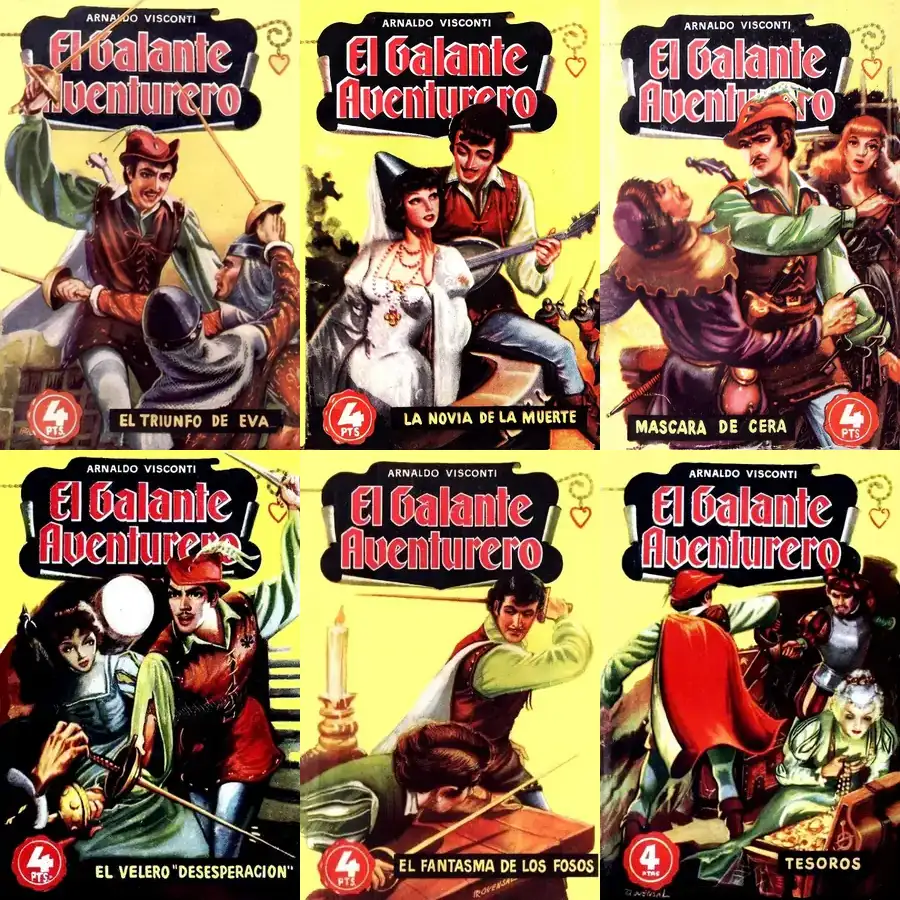 ARNALDO VISCONTI
El Galante
Aventurero
4
PTS.
EL TRIUNFO DE EVA
ARNALDO VISCONTI
El Galante
Aventurero
4
PTS
LA NOVIA DE LA MUERTE
ARNALDO VISCONTI
El Galante
Aventurero
MASCARA DE CERA
4
PTS
ARNALDO VISCONTI
El Galante
Aventurero
4
PTS.
EL VELERO "DESESPERACION"
ARNALDO VISCONTI
El Galante
Aventurero
4
PTS
EL FANTASMA DE LOS FOSOS
PROVENSAL
ARNALDO VISCONTI
El Galante
Aventurero
4
PTAS
TESOROS